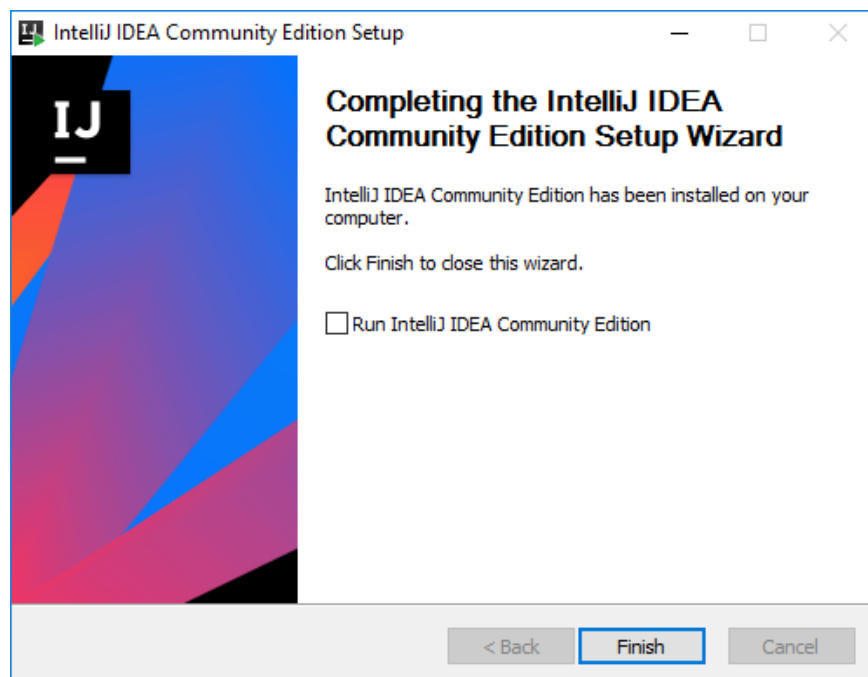 IntelliJ IDEA Community Edition Setup
IJ
Completing the IntelliJ IDEA
Community Edition Setup Wizard
IntelliJ IDEA Community Edition has been installed on your
computer.
Click Finish to close this wizard.
Run IntelliJ IDEA Community Edition
< Back Finish Cancel